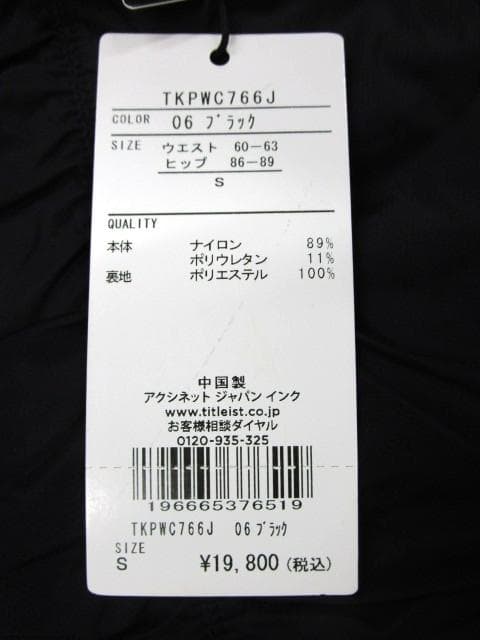 TKPWC766J
COLOR 06 ブラック
SIZE ウエスト 60-63
ヒップ 86-89
S
QUALITY
本体 ナイロン 89%
ポリウレタン 11%
裏地 ポリエステル 100%
中国製
アクシネット ジャパン インク
www.titleist.co.jp
お客様相談ダイヤル
0120-935-325
196665376519
TKPWC766J 06 ブラック
SIZE
S ¥19,800 (税込)